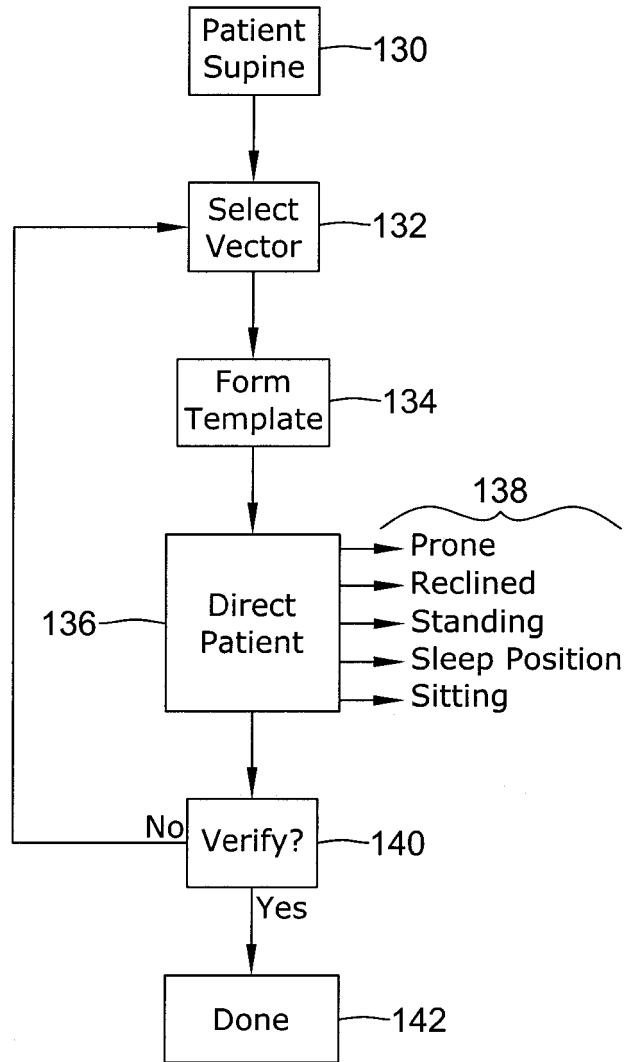 Patient
Supine
130
Select
Vector
132
Form
Template
134
138
Direct
Patient
136
Prone
Reclined
Standing
Sleep Position
Sitting
No
Verify?
140
Yes
Done
142